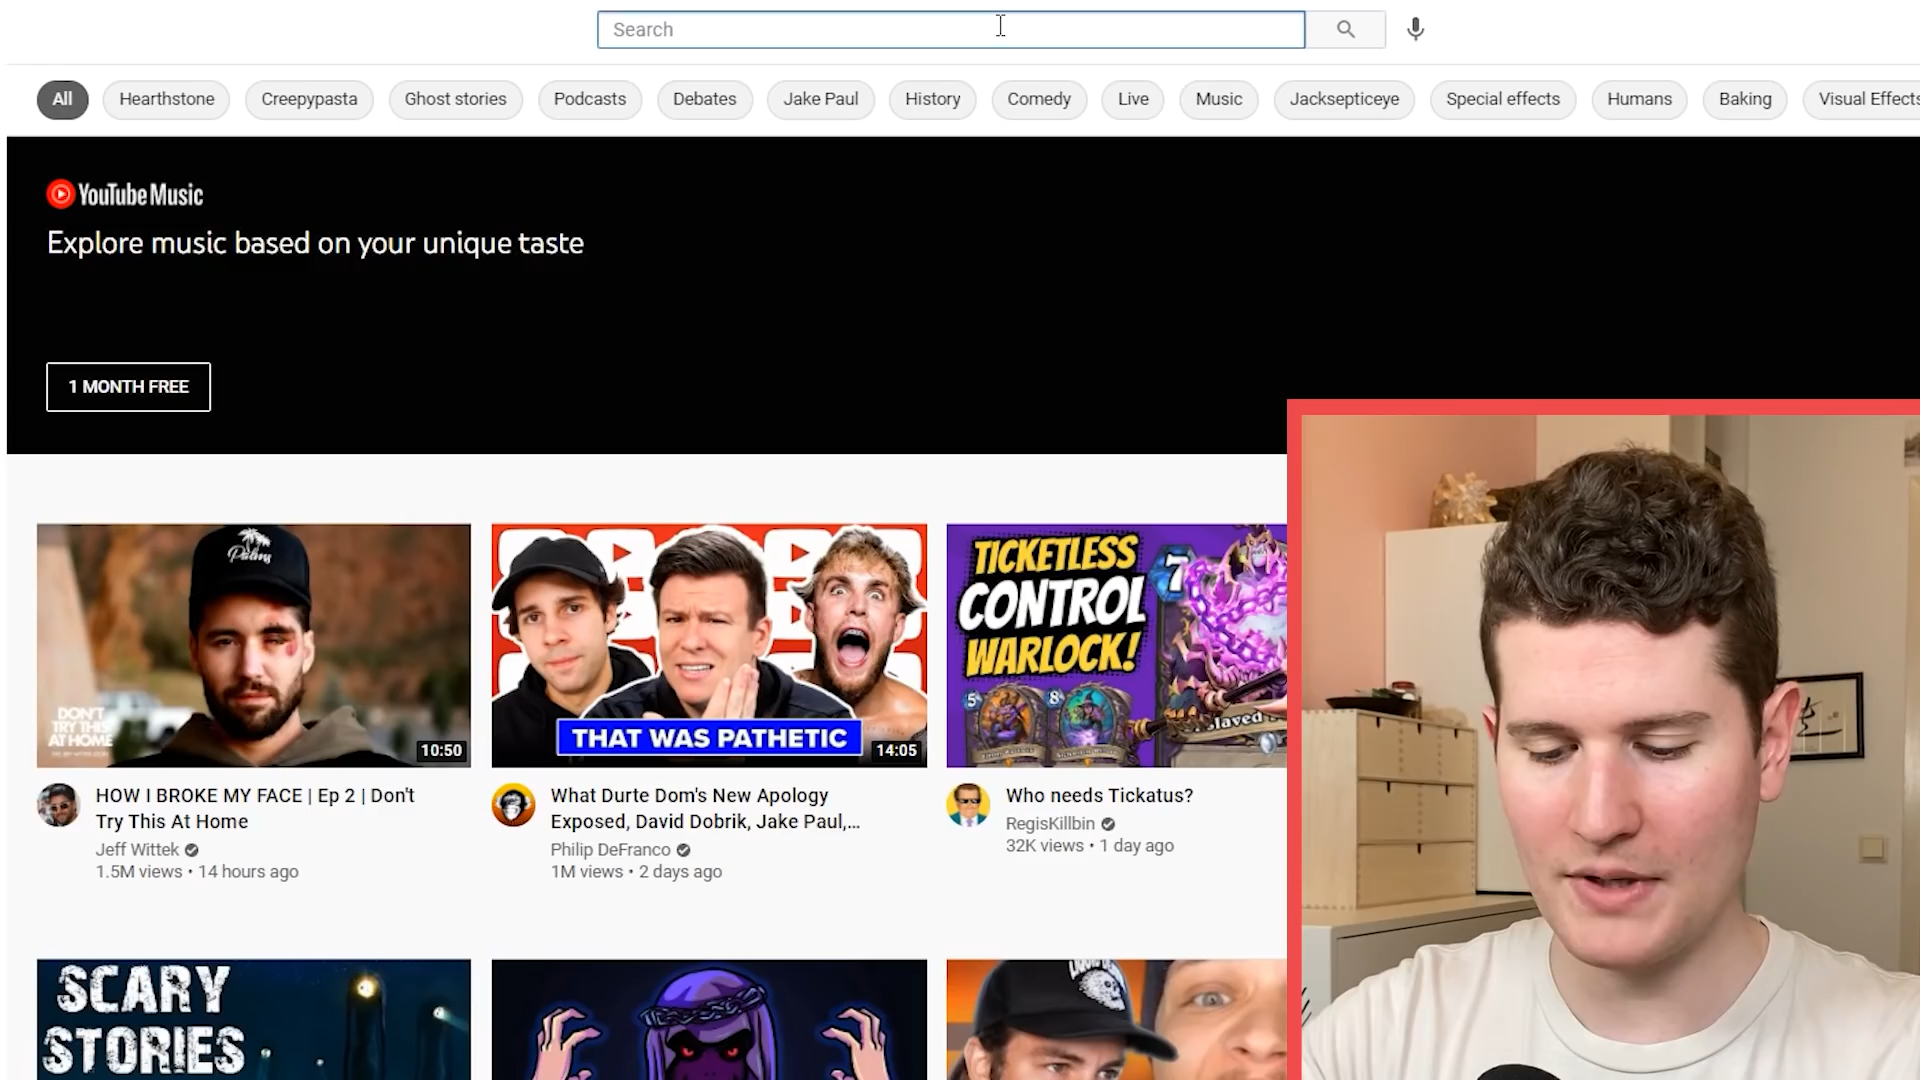 Search
All Hearthstone Creepypasta Ghost stories Podcasts Debates Jake Paul History Comedy Live Music Jacksepticeye Special effects Humans Baking Visual Effects
YouTube Music
Explore music based on your unique taste
1 MONTH FREE
Palms
DON'T
TRY THIS
AT HOME
10:50
THAT WAS PATHETIC
14:05
TICKETLESS
CONTROL
WARLOCK!
7
5
8
HOW I BROKE MY FACE | Ep 2 | Don't
Try This At Home
Jeff Wittek
1.5M views • 14 hours ago
What Durte Dom's New Apology
Exposed, David Dobrik, Jake Paul,...
Philip DeFranco
1M views • 2 days ago
Who needs Tickatus?
RegisKillbin
32K views • 1 day ago
SCARY
STORIES